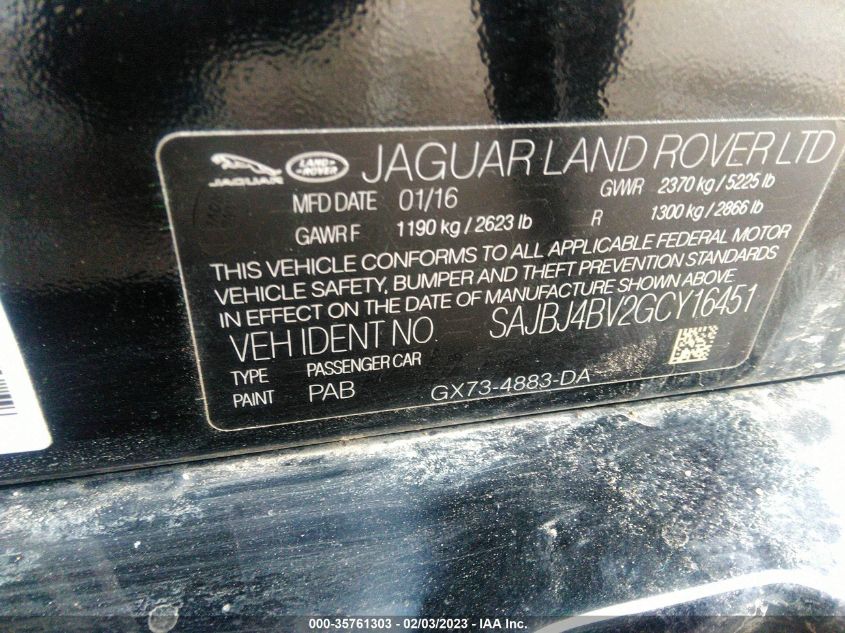 JAGUAR LAND ROVER JAGUAR LAND ROVER LTD
MFD DATE 01/16 GVWR 2370 kg / 5225 lb
GAWR F 1190 kg / 2623 lb R 1300 kg / 2866 lb
THIS VEHICLE CONFORMS TO ALL APPLICABLE FEDERAL MOTOR
VEHICLE SAFETY, BUMPER AND THEFT PREVENTION STANDARDS
IN EFFECT ON THE DATE OF MANUFACTURE SHOWN ABOVE
VEH IDENT NO. SAJBJ4BV2GCY16451
TYPE PASSENGER CAR
PAINT PAB GX73-4883-DA
000-35761303 — 02/03/2023 — IAA Inc.